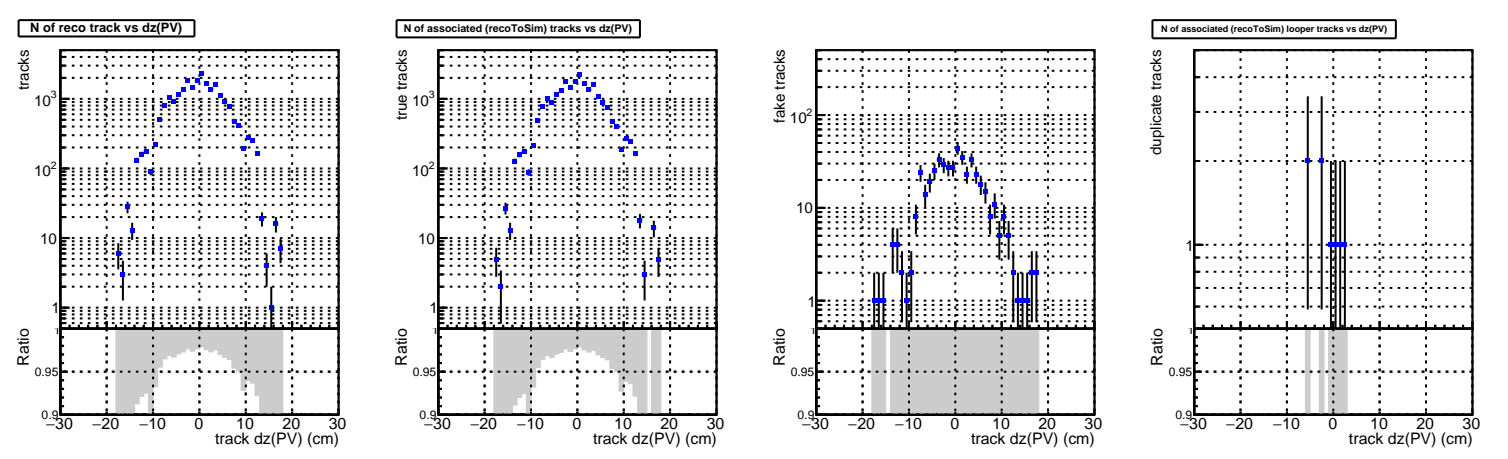 N of reco track vs dz(PV)
tracks
10³
10²
10
1
Ratio
1
0.95
0.9
−30 −20 −10 0 10 20 30
track dz(PV) (cm)
N of associated (recoToSim) tracks vs dz(PV)
true tracks
10³
10²
10
1
Ratio
1
0.95
0.9
−30 −20 −10 0 10 20 30
track dz(PV) (cm)
fake tracks
10²
10
1
Ratio
1
0.95
0.9
−30 −20 −10 0 10 20 30
track dz(PV) (cm)
N of associated (recoToSim) looper tracks vs dz(PV)
duplicate tracks
1
Ratio
1
0.95
0.9
−30 −20 −10 0 10 20 30
track dz(PV) (cm)